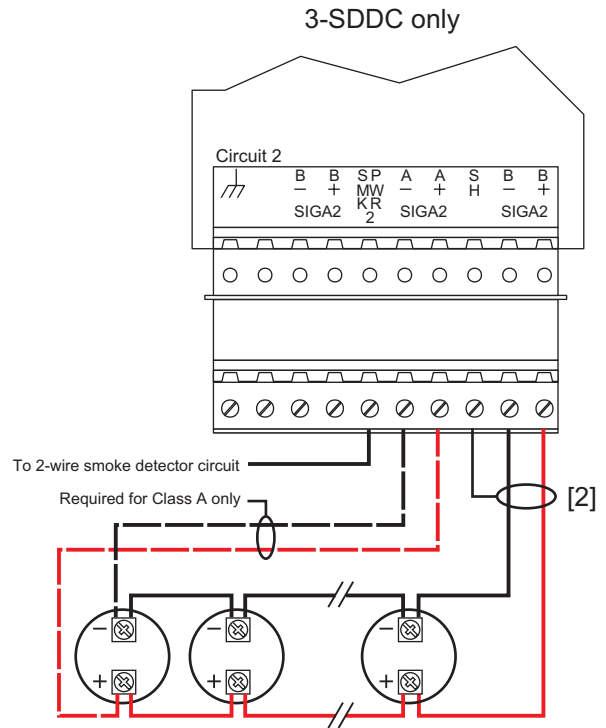 3-SDDC only
Circuit 2
B B SP A A S B B
− + MW − + H − +
KR
SIGA2 2 SIGA2 SIGA2
To 2-wire smoke detector circuit
Required for Class A only
[2]
− − −
+ + +